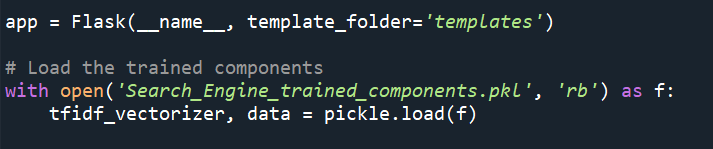 app = Flask(__name__, template_folder='templates')
# Load the trained components
with open('Search_Engine_trained_components.pkl', 'rb') as f:
    tfidf_vectorizer, data = pickle.load(f)